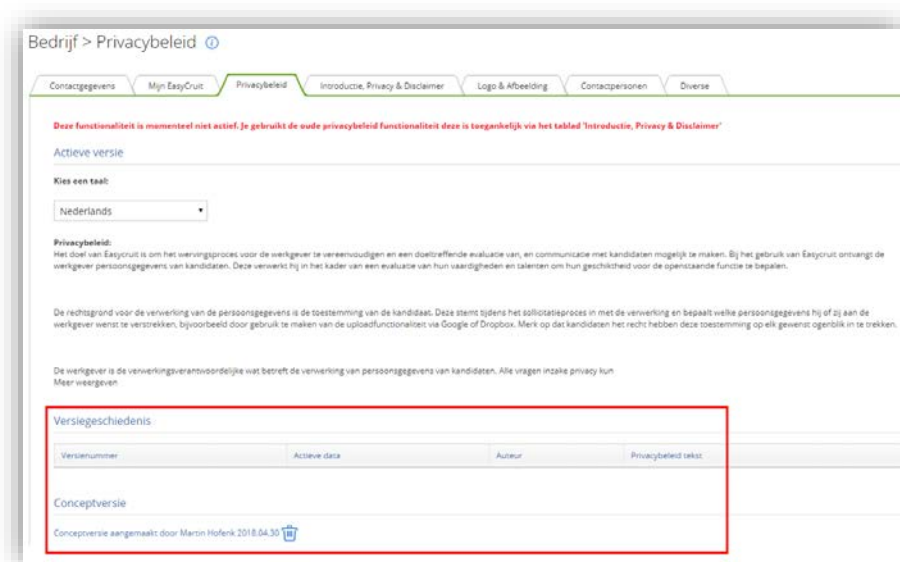 Bedrijf > Privacybeleid
Contactgegevens Mijn EasyCruit Privacybeleid Introductie, Privacy & Disclaimer Logo & Afbeelding Contactpersonen Diverse
Deze functionaliteit is momenteel niet actief. Je gebruikt de oude privacybeleid functionaliteit deze is toegankelijk via het tablad 'Introductie, Privacy & Disclaimer'
Actieve versie
Kies een taal:
Nederlands
Privacybeleid:
Het doel van Easycruit is om het wervingsproces voor de werkgever te vereenvoudigen en een doeltreffende evaluatie van, en communicatie met kandidaten mogelijk te maken. Bij het gebruik van Easycruit ontvangt de
werkgever persoonsgegevens van kandidaten. Deze verwerkt hij in het kader van een evaluatie van hun vaardigheden en talenten om hun geschiktheid voor de openstaande functie te bepalen.
De rechtsgrond voor de verwerking van de persoonsgegevens is de toestemming van de kandidaat. Deze stemt tijdens het sollicitatieproces in met de verwerking en bepaalt welke persoonsgegevens hij of zij aan de
werkgever wenst te verstrekken, bijvoorbeeld door gebruik te maken van de uploadfunctionaliteit via Google of Dropbox. Merk op dat kandidaten het recht hebben deze toestemming op elk gewenst ogenblik in te trekken.
De werkgever is de verwerkingsverantwoordelijke wat betreft de verwerking van persoonsgegevens van kandidaten. Alle vragen inzake privacy kun
Meer weergeven
Versiegeschiedenis
Versienummer Actieve data Auteur Privacybeleid tekst
Conceptversie
Conceptversie aangemaakt door Martin Hofenk 2018.04.30